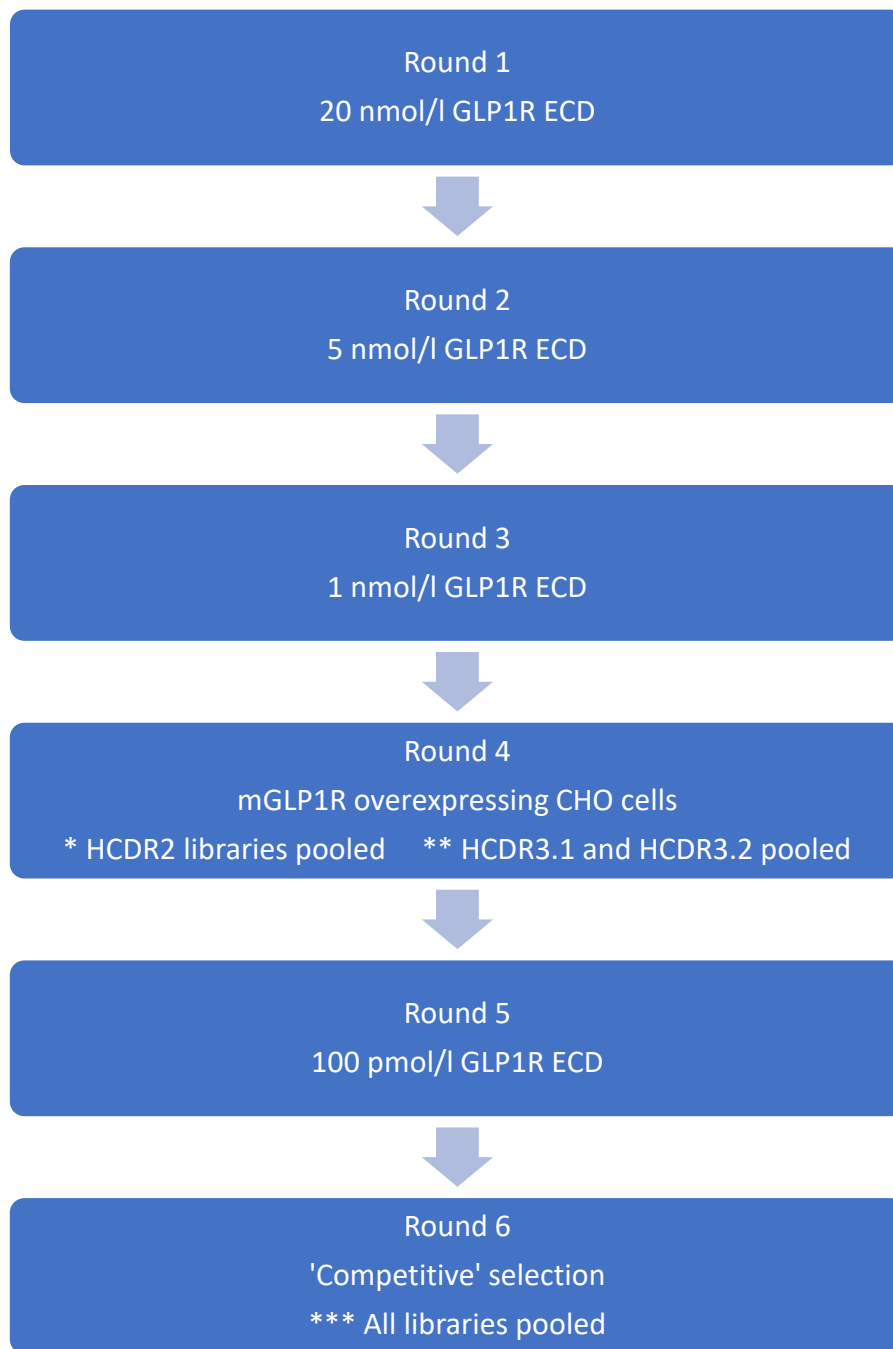 Round 1
20 nmol/l GLP1R ECD
Round 2
5 nmol/l GLP1R ECD
Round 3
1 nmol/l GLP1R ECD
Round 4
mGLP1R overexpressing CHO cells
* HCDR2 libraries pooled ** HCDR3.1 and HCDR3.2 pooled
Round 5
100 pmol/l GLP1R ECD
Round 6
'Competitive' selection
*** All libraries pooled